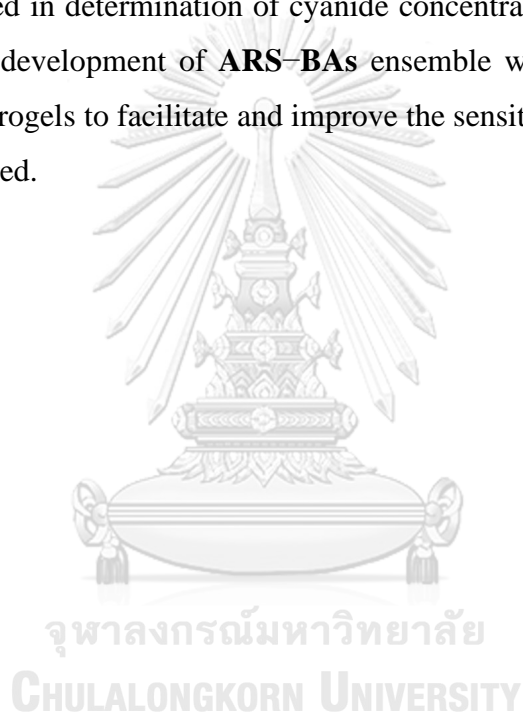 ed in determination of cyanide concentra
development of ARS−BAs ensemble w
rogels to facilitate and improve the sensit
ed.
จุฬาลงกรณ์มหาวิทยาลัย
CHULALONGKORN UNIVERSITY